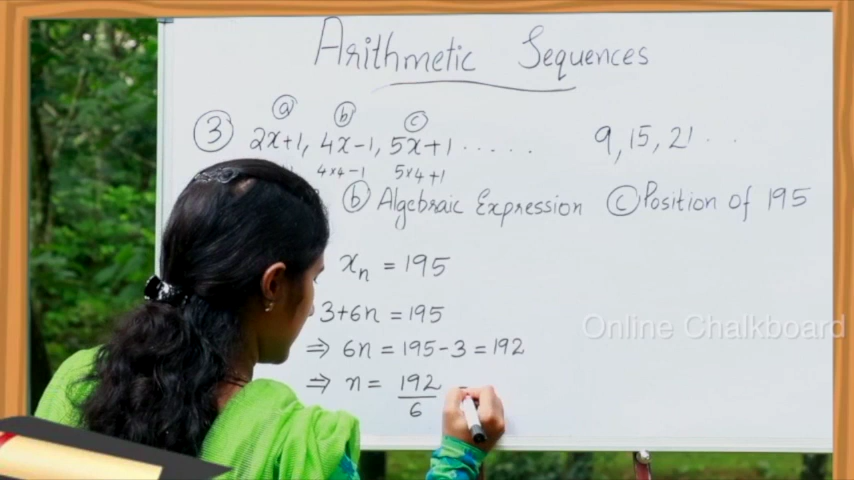 Arithmetic Sequences
③ 2x+1, 4x-1, 5x+1 ...... 9, 15, 21 ...
ⓐ ⓑ ⓒ
4×4-1 5×4+1
ⓑ Algebraic Expression ⓒ Position of 195
xₙ = 195
3+6n = 195
⇒ 6n = 195-3 = 192
⇒ n = 192/6
Online Chalkboard